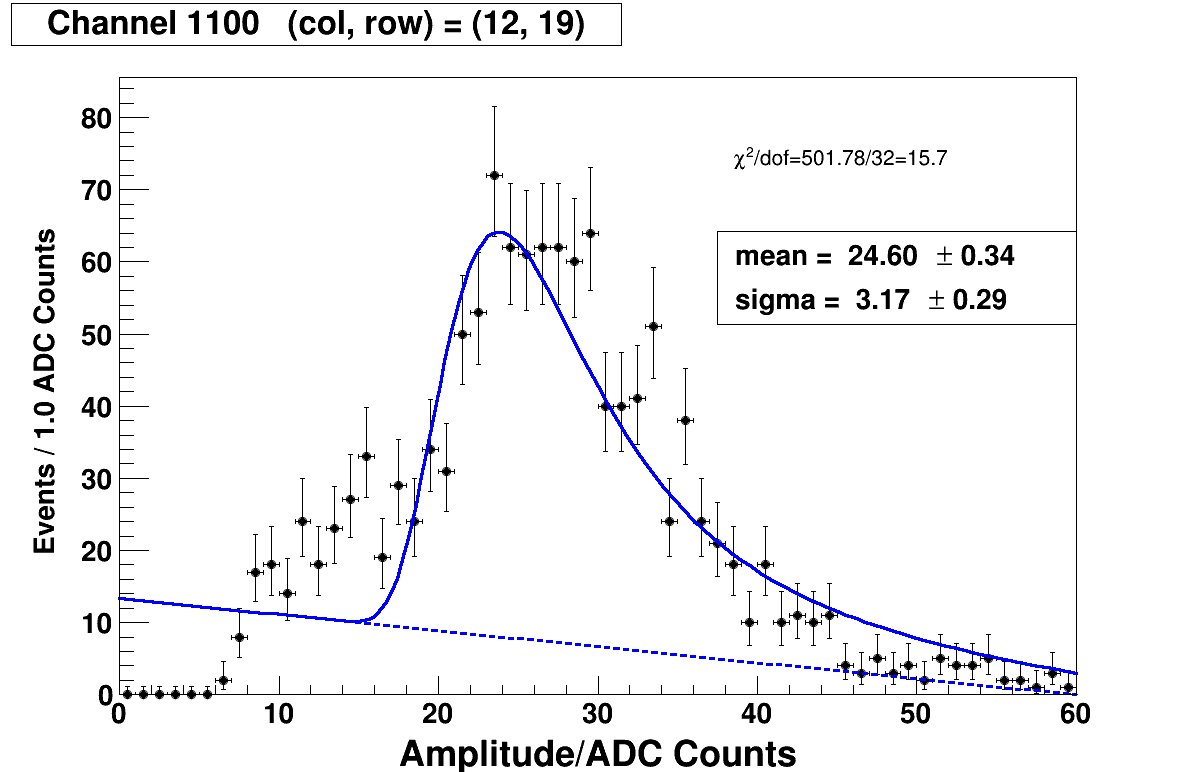 Channel 1100 (col, row) = (12, 19)
χ²/dof=501.78/32=15.7
mean = 24.60 ± 0.34
sigma = 3.17 ± 0.29
Events / 1.0 ADC Counts
80
70
60
50
40
30
20
10
0
0 10 20 30 40 50 60
Amplitude/ADC Counts